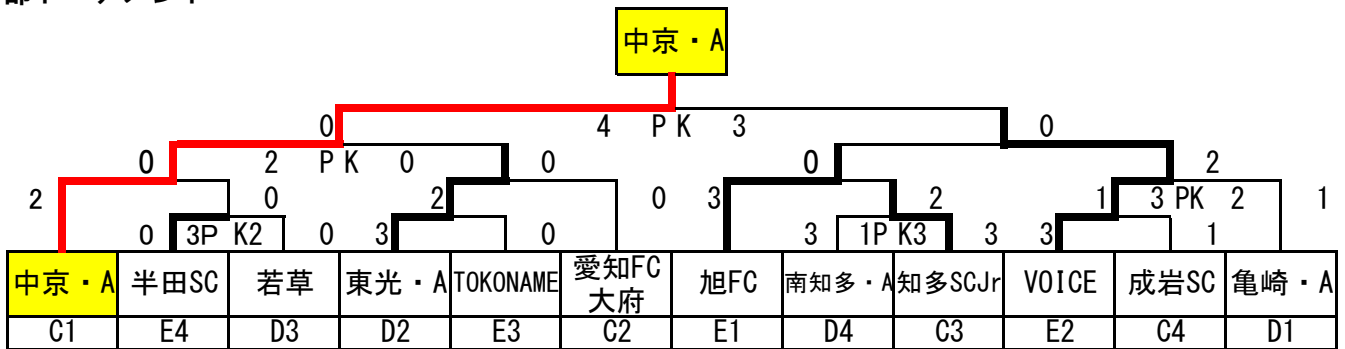 中京・A
0 4 PK 3 0
0 2 PK 0 0 0 2
2 0 2 0 3 2 1 3 PK 2 1
0 3P K2 0 3 0 3 1P K3 3 3 1
中京・A 半田SC 若草 東光・A TOKONAME 愛知FC大府 旭FC 南知多・A 知多SCJr VOICE 成岩SC 亀崎・A
C1 E4 D3 D2 E3 C2 E1 D4 C3 E2 C4 D1